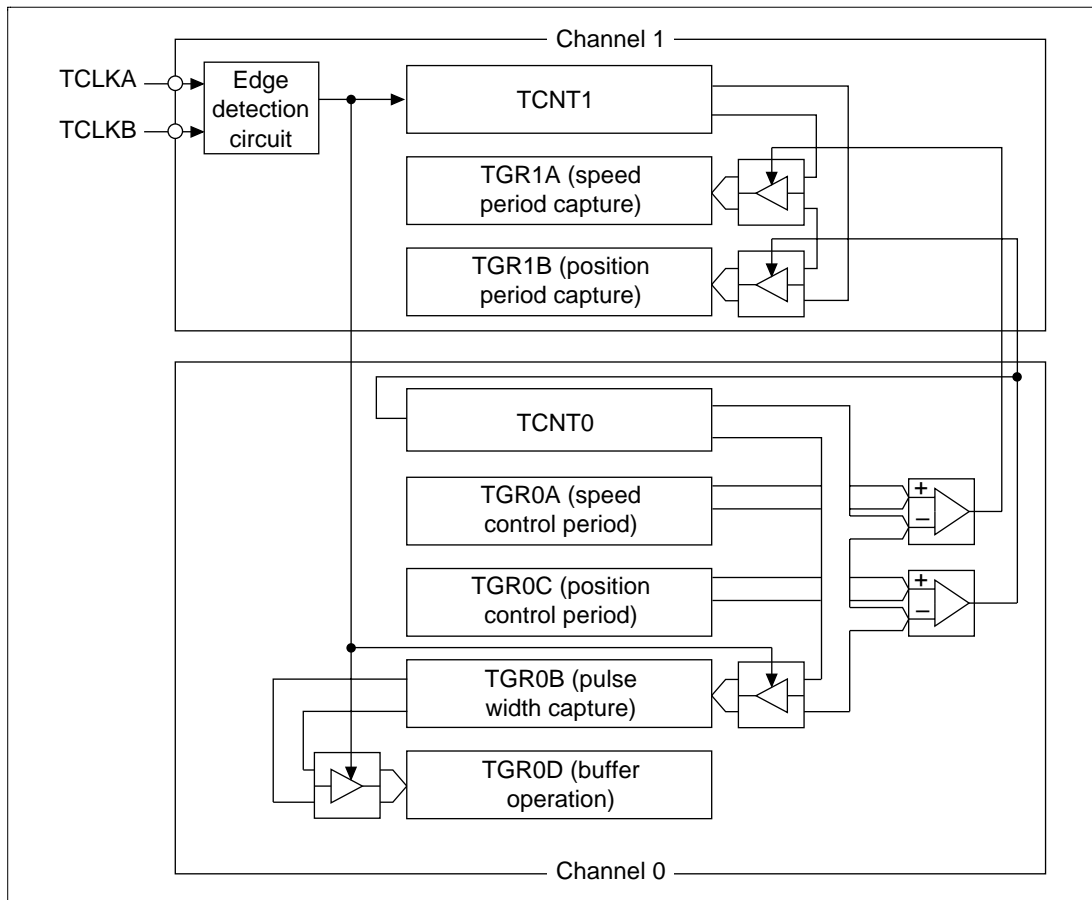 Channel 1
TCLKA
TCLKB
Edge
detection
circuit
TCNT1
TGR1A (speed
period capture)
TGR1B (position
period capture)
TCNT0
TGR0A (speed
control period)
+
−
TGR0C (position
control period)
+
−
TGR0B (pulse
width capture)
TGR0D (buffer
operation)
Channel 0